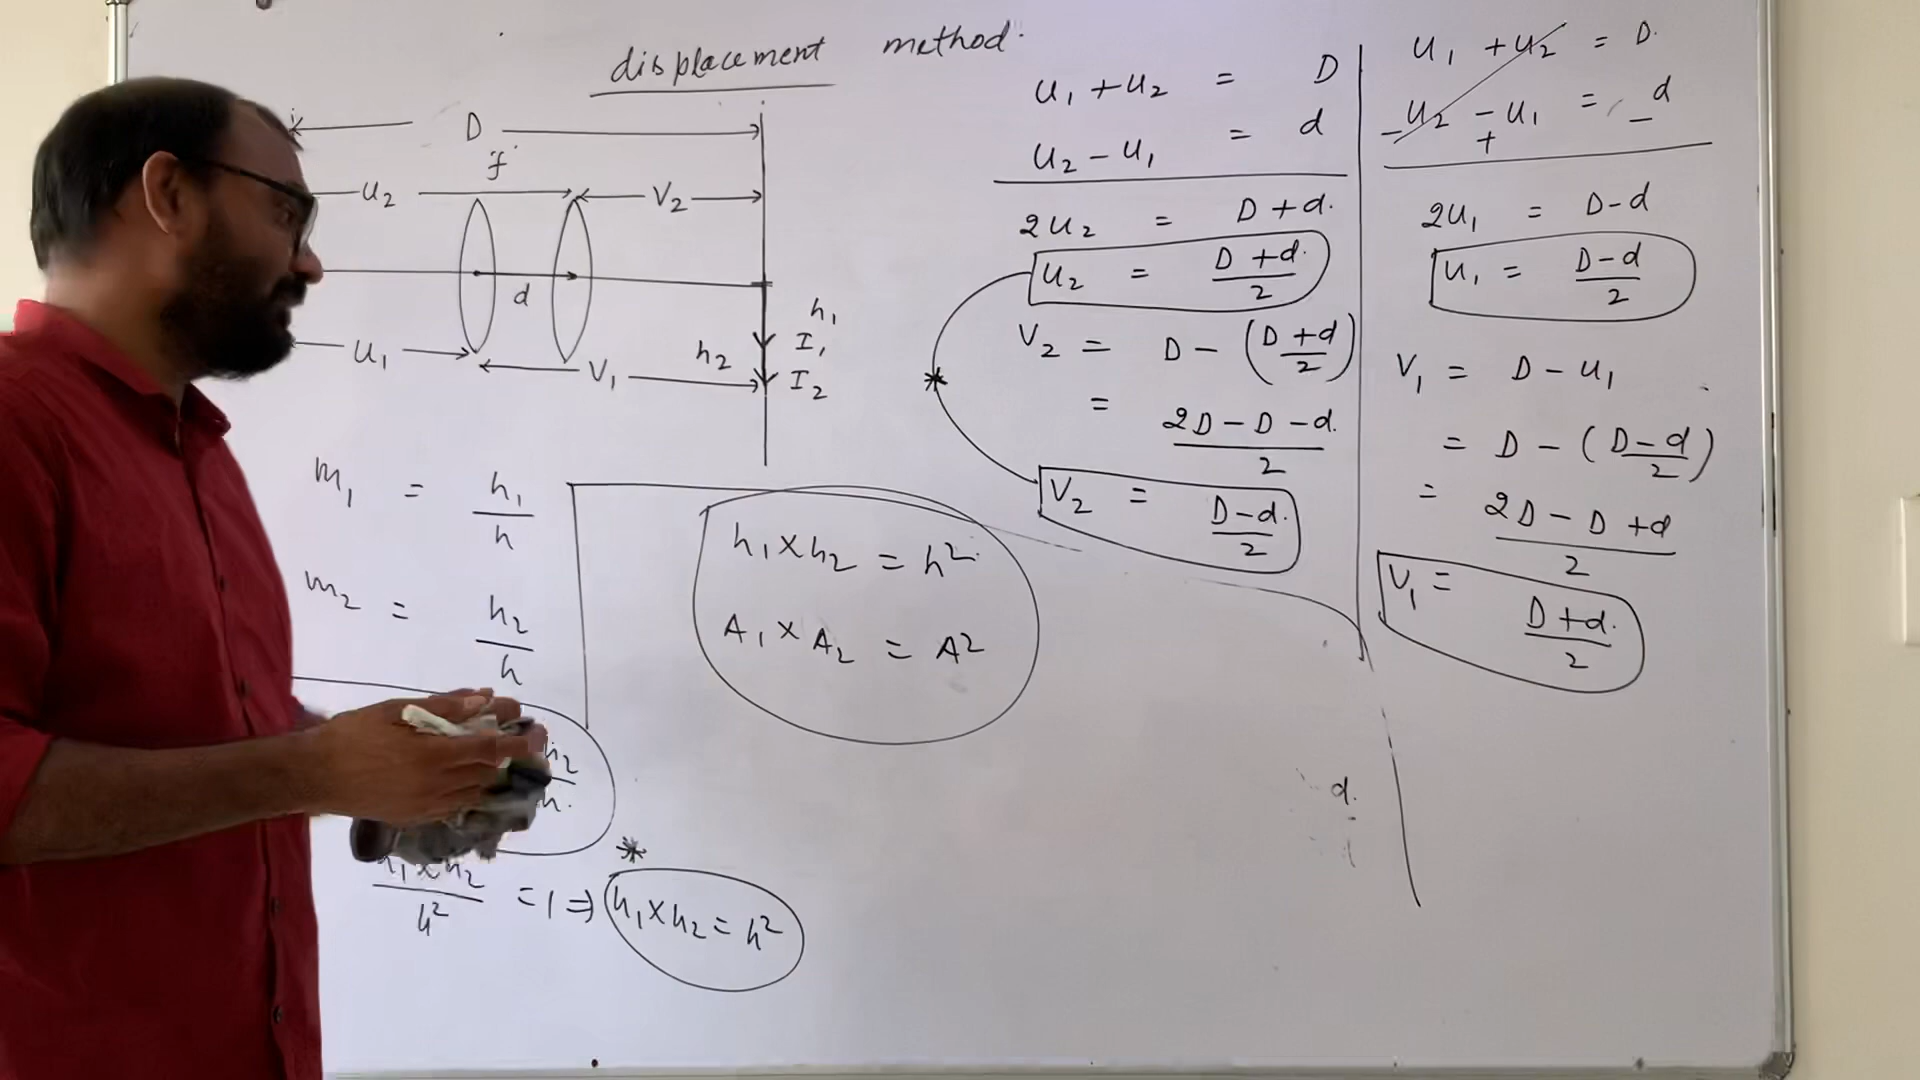 displacement method.
D
f
u₂
V₂
d
u₁
V₁
h₂
h₁
I₁
I₂
m₁ = h₁/h
m₂ = h₂/h
h₂/h.
h₁×h₂/h² = 1 ⇒ h₁×h₂ = h²
*
h₁×h₂ = h².
A₁×A₂ = A²
u₁ + u₂ = D
u₂ - u₁ = d
2u₂ = D + d.
u₂ = D + d./2
V₂ = D - (D + d/2)
= 2D - D - d./2
V₂ = D - d./2
*
u₁ + u₂ = D.
-u₂ - u₁ = _ d
+
2u₁ = D - d
u₁ = D - d/2
V₁ = D - u₁
= D - (D - d/2)
= 2D - D + d/2
V₁ = D + d./2
d.